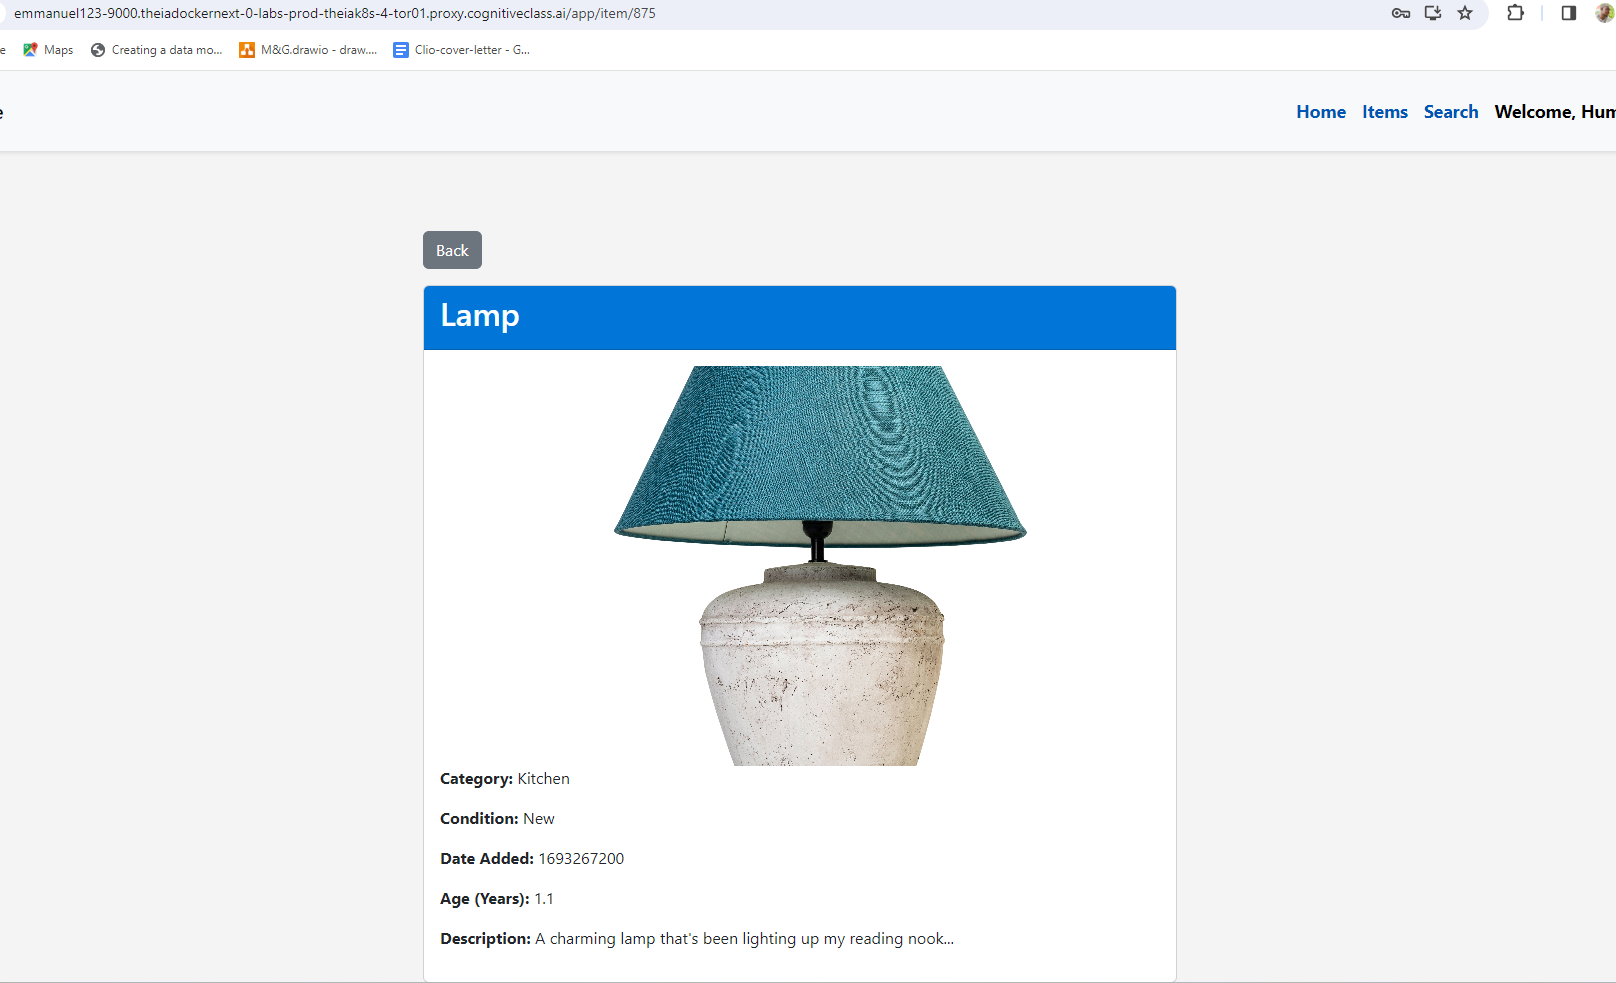 emmanuel123-9000.theiadockernext-0-labs-prod-theiak8s-4-tor01.proxy.cognitiveclass.ai/app/item/875
e Maps Creating a data mo... M&G.drawio - draw.... Clio-cover-letter - G...
e Home Items Search Welcome, Hum
Back
Lamp
Category: Kitchen
Condition: New
Date Added: 1693267200
Age (Years): 1.1
Description: A charming lamp that's been lighting up my reading nook...